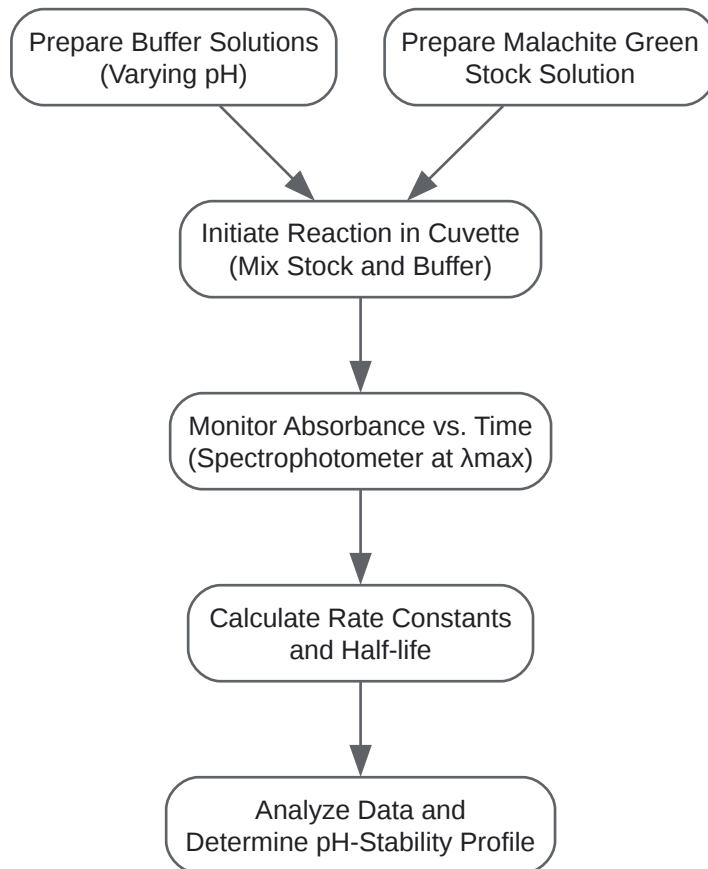 Prepare Buffer Solutions
(Varying pH)
Prepare Malachite Green
Stock Solution
Initiate Reaction in Cuvette
(Mix Stock and Buffer)
Monitor Absorbance vs. Time
(Spectrophotometer at λmax)
Calculate Rate Constants
and Half-life
Analyze Data and
Determine pH-Stability Profile